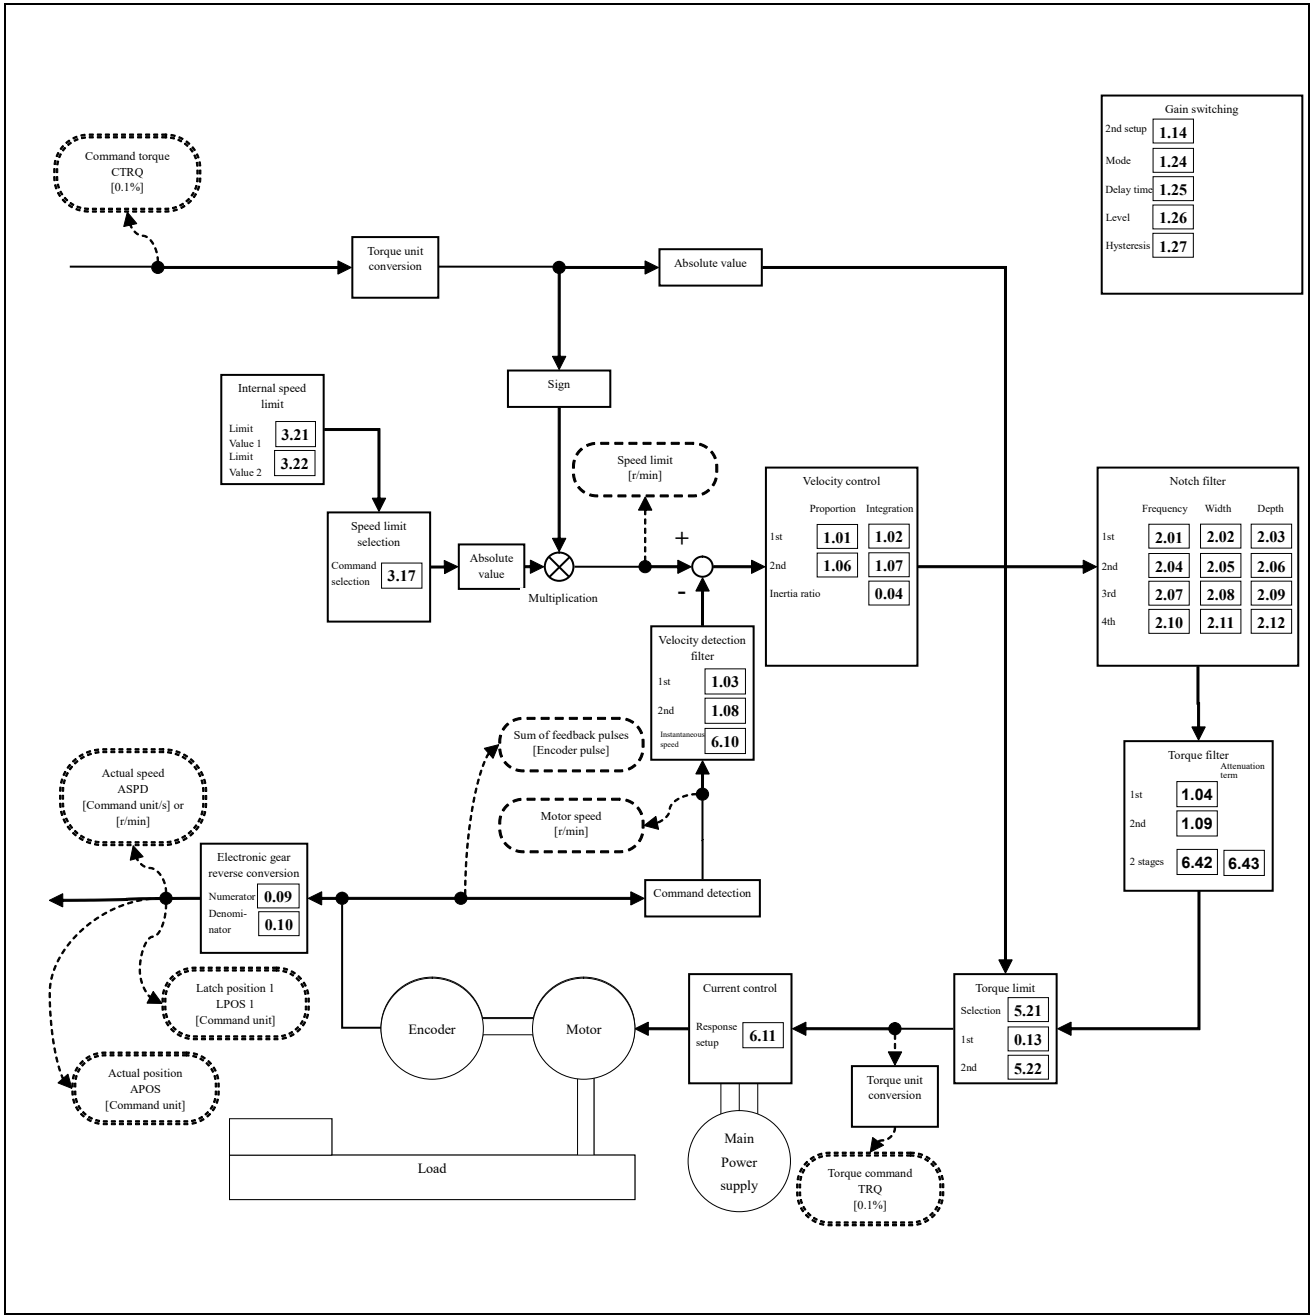 Gain switching
2nd setup 1.14
Mode 1.24
Delay time 1.25
Level 1.26
Hysteresis 1.27
Command torque
CTRQ
[0.1%]
Torque unit
conversion
Absolute value
Sign
Internal speed
limit
Limit
Value 1
3.21
Limit
Value 2
3.22
Speed limit
selection
Command
selection
3.17
Absolute
value
Multiplication
Speed limit
[r/min]
+
-
Velocity control
Proportion Integration
1st 1.01 1.02
2nd 1.06 1.07
Inertia ratio 0.04
Notch filter
Frequency Width Depth
1st 2.01 2.02 2.03
2nd 2.04 2.05 2.06
3rd 2.07 2.08 2.09
4th 2.10 2.11 2.12
Velocity detection
filter
1st 1.03
2nd 1.08
Instantaneous
speed
6.10
Sum of feedback pulses
[Encoder pulse]
Motor speed
[r/min]
Torque filter
Attenuation
term
1st 1.04
2nd 1.09
2 stages 6.42 6.43
Actual speed
ASPD
[Command unit/s] or
[r/min]
Electronic gear
reverse conversion
Numerator 0.09
Denomi-
nator
0.10
Command detection
Latch position 1
LPOS 1
[Command unit]
Actual position
APOS
[Command unit]
Encoder
Motor
Current control
Response
setup
6.11
Torque limit
Selection 5.21
1st 0.13
2nd 5.22
Torque unit
conversion
Main
Power
supply
Load
Torque command
TRQ
[0.1%]